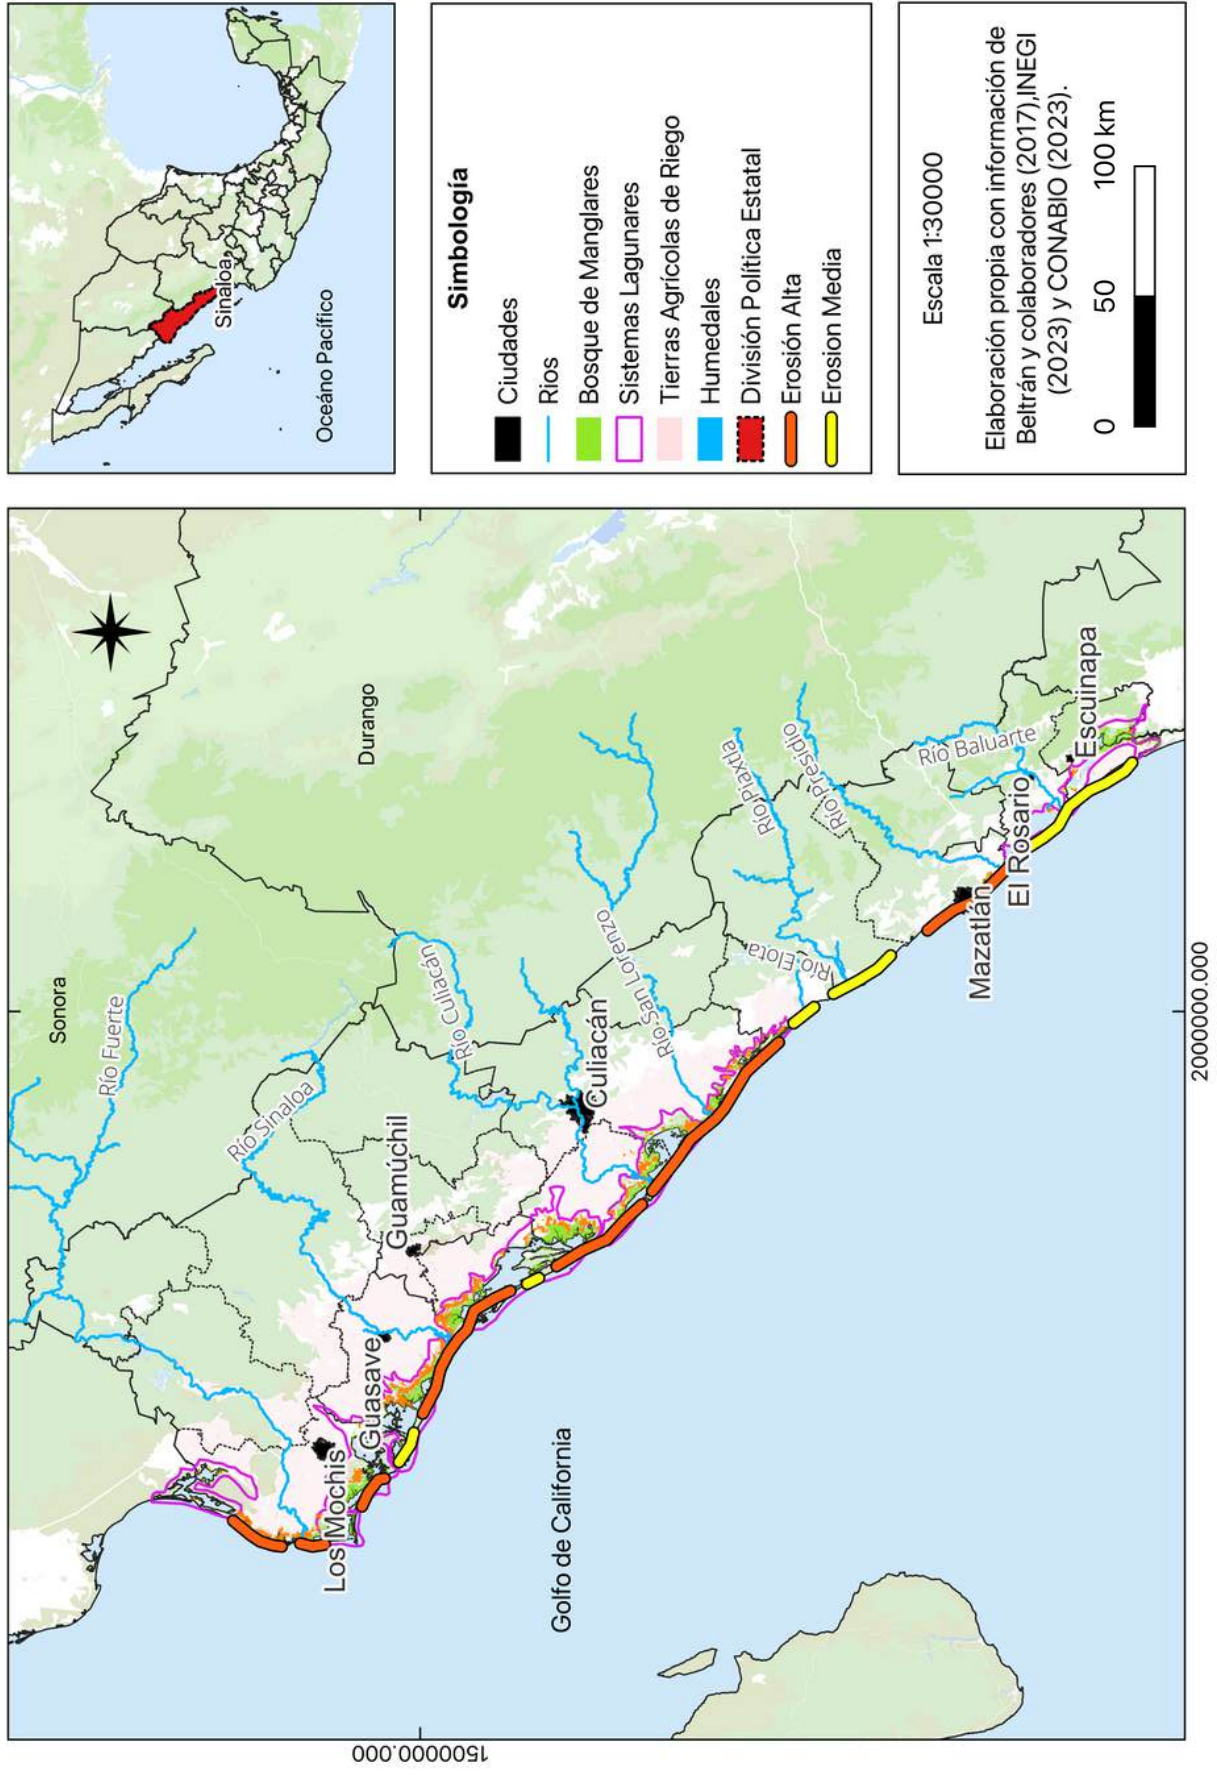 Sonora
Río Fuerte
Río Sinaloa
Durango
Río Culiacán
Guamúchil
Los Mochis
Guasave
Culiacán
Río San Lorenzo
Golfo de California
Río Elota
Río Piaxtla
Río Presidio
Río Baluarte
Mazatlán
El Rosario
Escuinapa
1500000.000
2000000.000
Sinaloa
Oceáno Pacífico
Simbología
Ciudades
Rios
Bosque de Manglares
Sistemas Lagunares
Tierras Agrícolas de Riego
Humedales
División Política Estatal
Erosión Alta
Erosion Media
Escala 1:30000
Elaboración propia con información de
Beltrán y colaboradores (2017),INEGI
(2023) y CONABIO (2023).
0 50 100 km